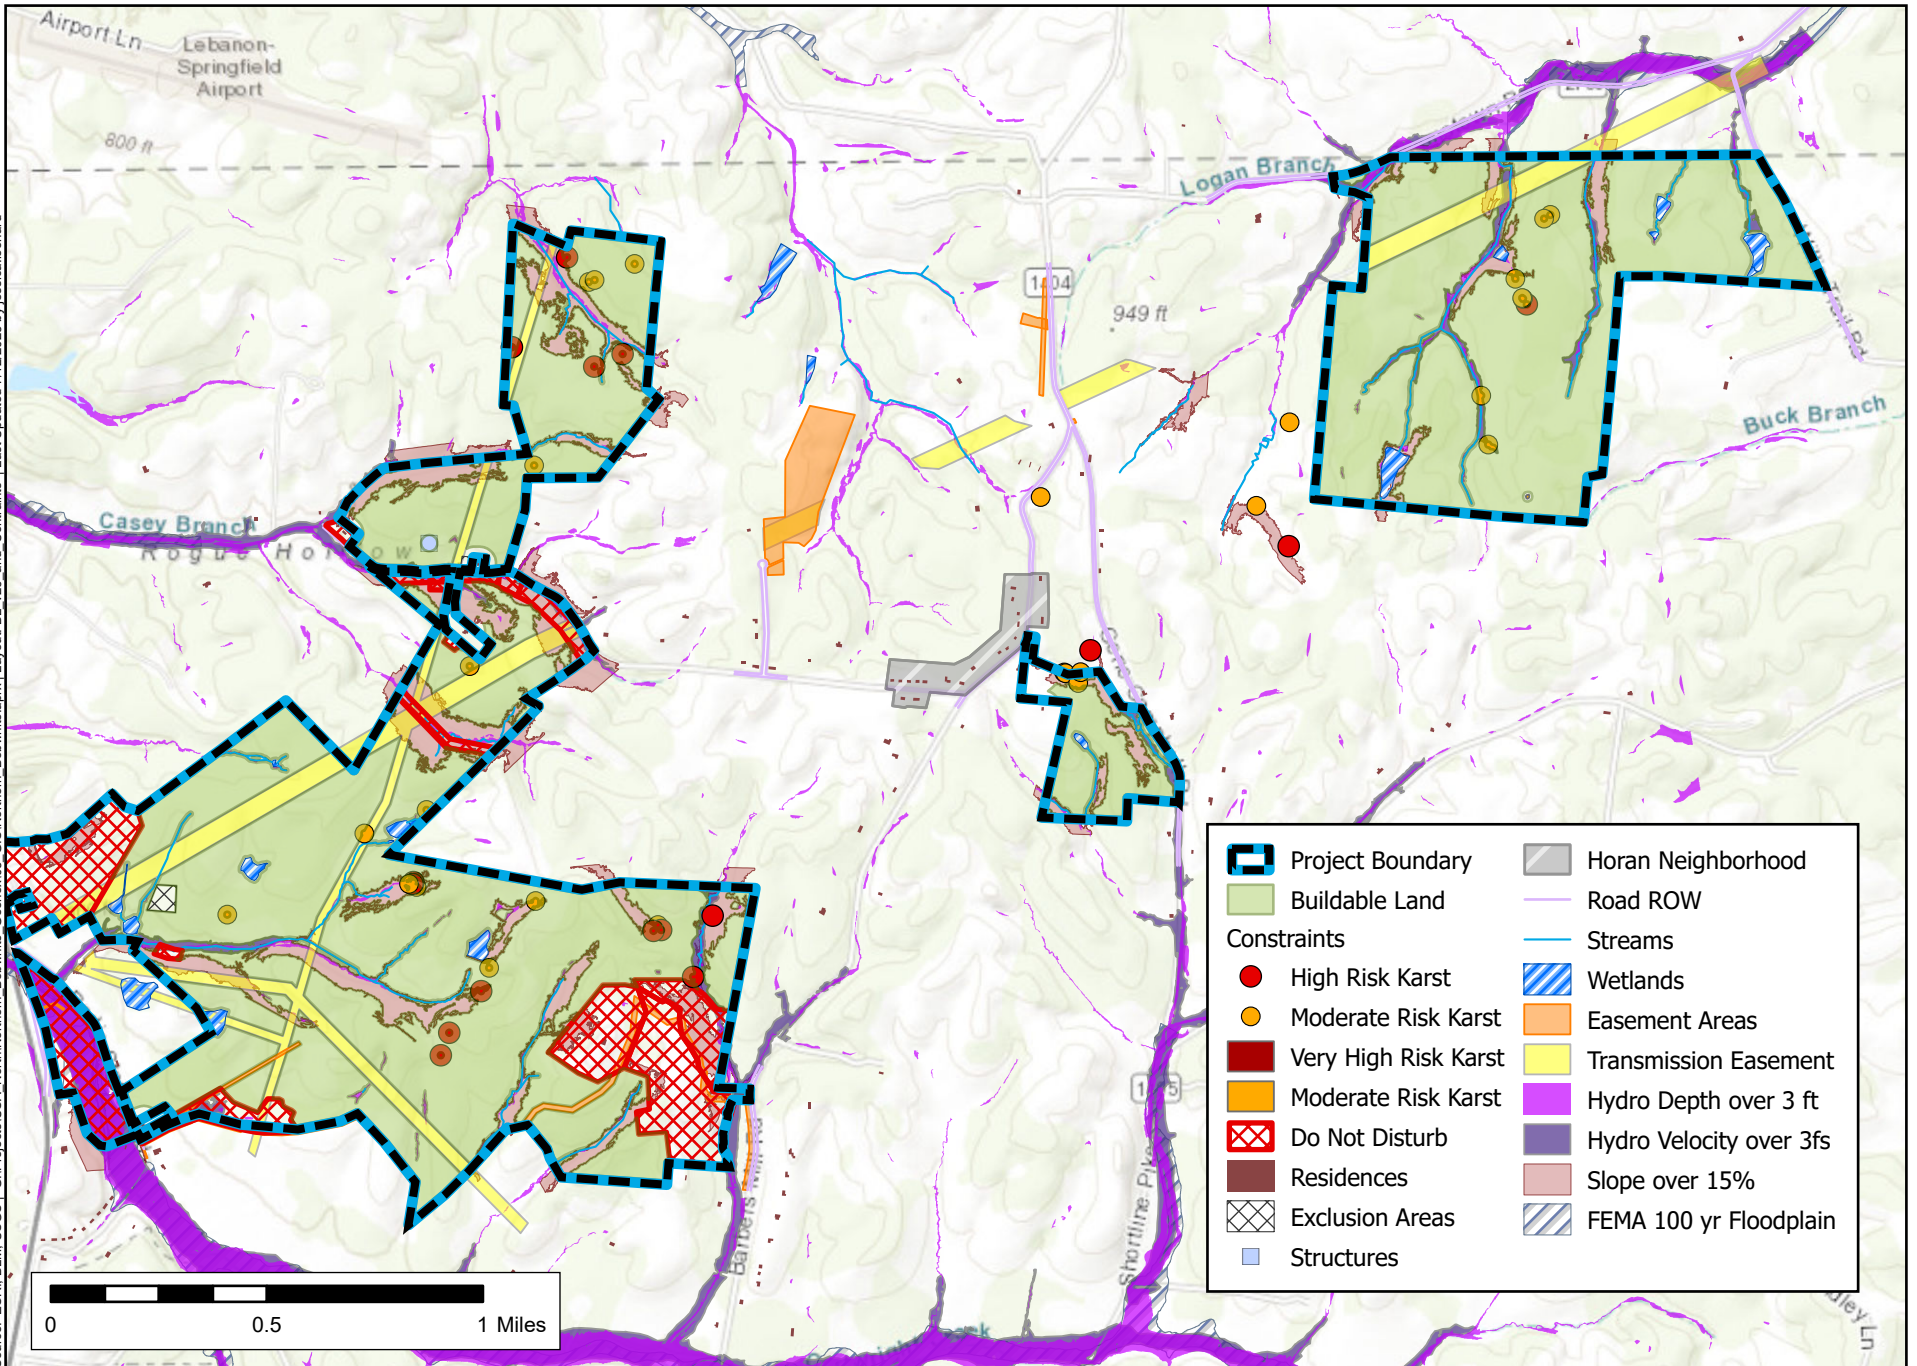 Airport Ln
Lebanon-
Springfield
Airport
800 ft
Logan Branch
1404
949 ft
Buck Branch
Casey Branch
Rogue Hollow
Shortline Pike
Project Boundary
Buildable Land
Constraints
High Risk Karst
Moderate Risk Karst
Very High Risk Karst
Moderate Risk Karst
Do Not Disturb
Residences
Exclusion Areas
Structures
Horan Neighborhood
Road ROW
Streams
Wetlands
Easement Areas
Transmission Easement
Hydro Depth over 3 ft
Hydro Velocity over 3fs
Slope over 15%
FEMA 100 yr Floodplain
0 0.5 1 Miles